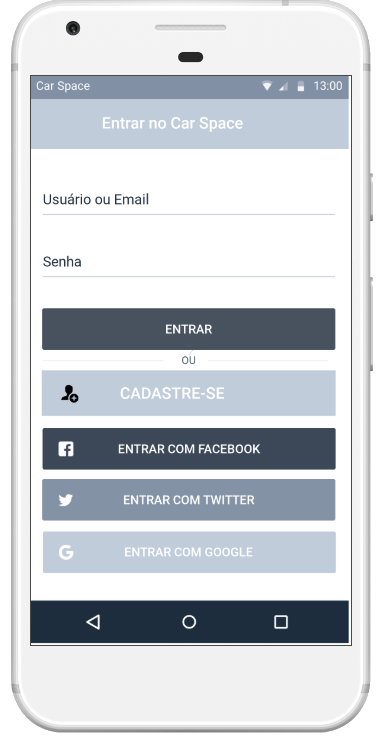 Car Space 13:00
Entrar no Car Space
Usuário ou Email
Senha
ENTRAR
OU
CADASTRE-SE
ENTRAR COM FACEBOOK
ENTRAR COM TWITTER
ENTRAR COM GOOGLE